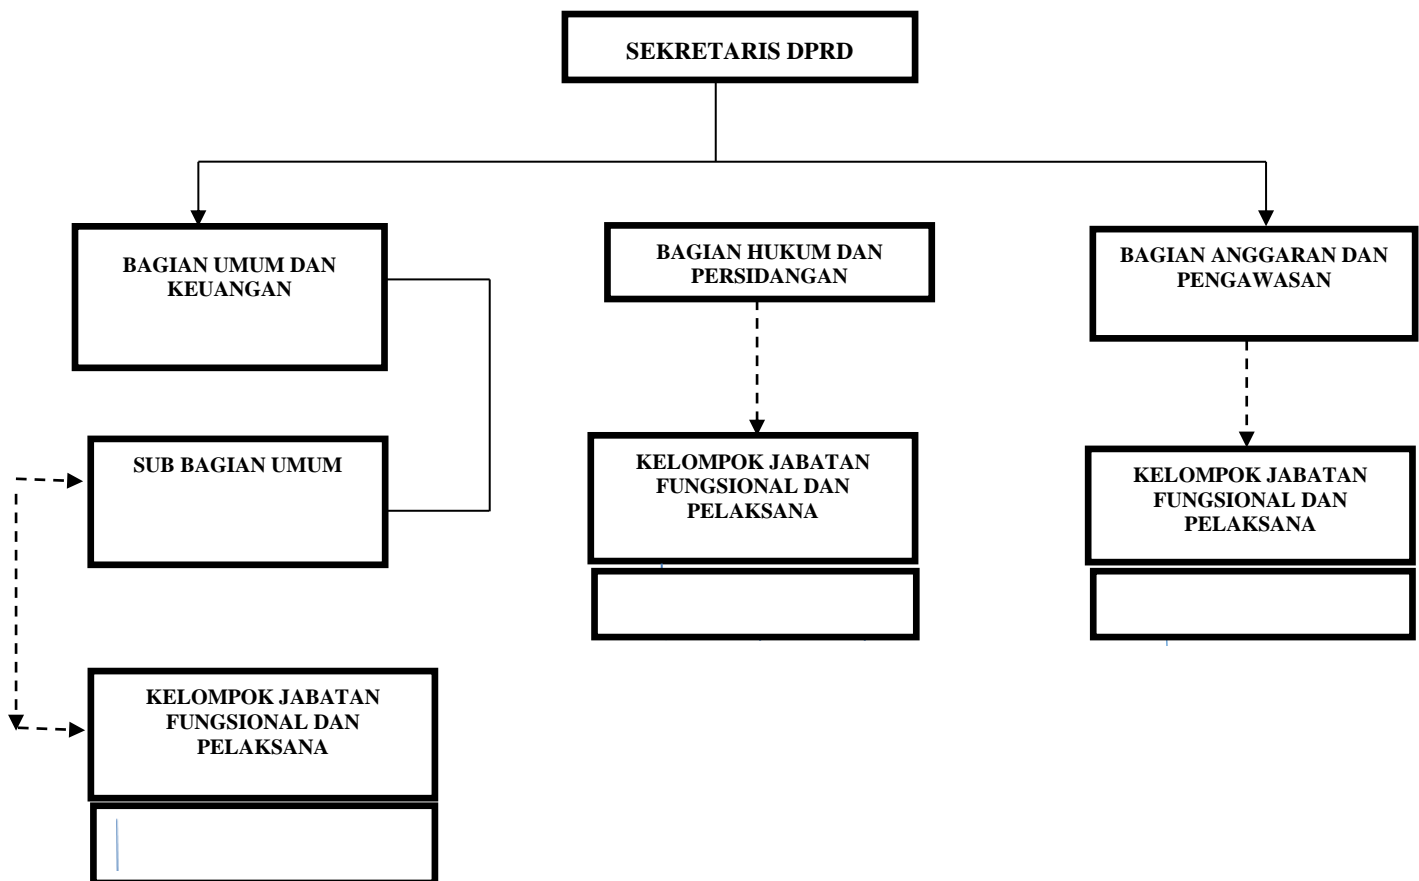 SEKRETARIS DPRD
BAGIAN UMUM DAN
KEUANGAN
BAGIAN HUKUM DAN
PERSIDANGAN
BAGIAN ANGGARAN DAN
PENGAWASAN
SUB BAGIAN UMUM
KELOMPOK JABATAN
FUNGSIONAL DAN
PELAKSANA
KELOMPOK JABATAN
FUNGSIONAL DAN
PELAKSANA
KELOMPOK JABATAN
FUNGSIONAL DAN
PELAKSANA